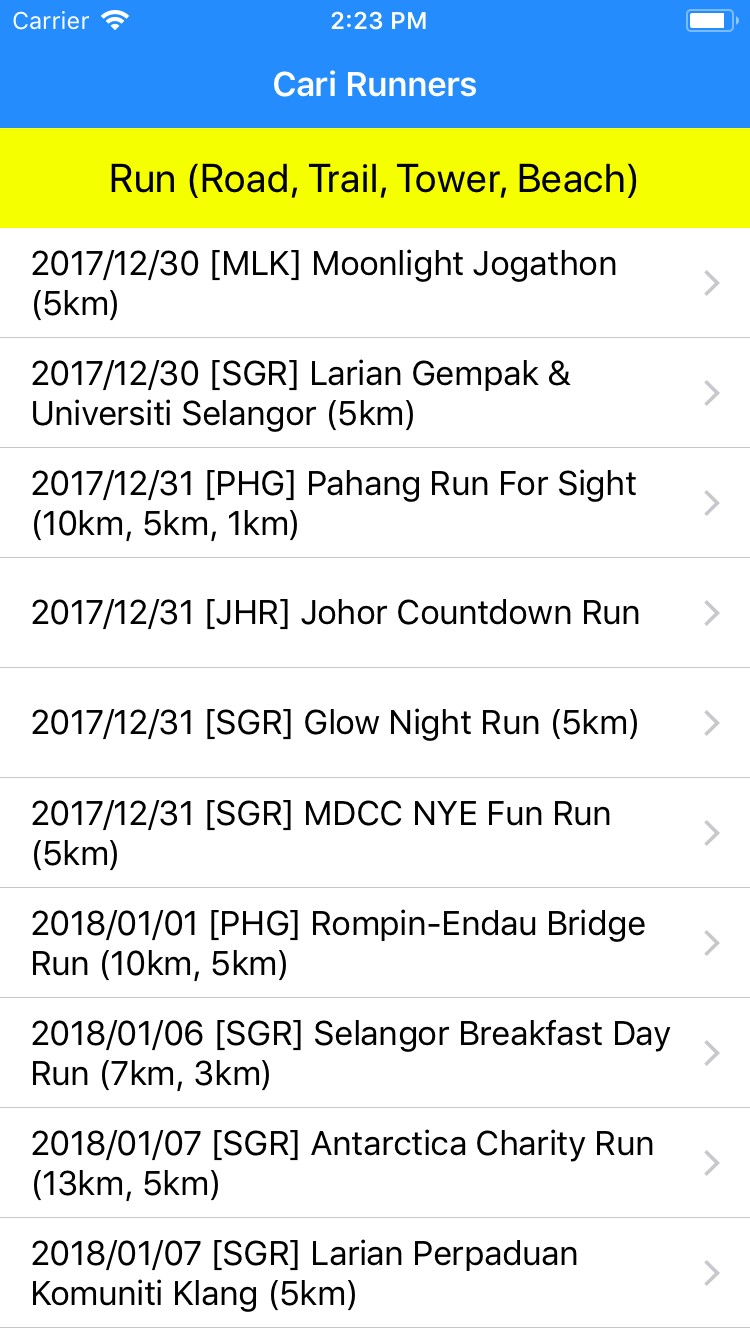 Carrier 2:23 PM
Cari Runners
Run (Road, Trail, Tower, Beach)
2017/12/30 [MLK] Moonlight Jogathon
(5km)
2017/12/30 [SGR] Larian Gempak &
Universiti Selangor (5km)
2017/12/31 [PHG] Pahang Run For Sight
(10km, 5km, 1km)
2017/12/31 [JHR] Johor Countdown Run
2017/12/31 [SGR] Glow Night Run (5km)
2017/12/31 [SGR] MDCC NYE Fun Run
(5km)
2018/01/01 [PHG] Rompin-Endau Bridge
Run (10km, 5km)
2018/01/06 [SGR] Selangor Breakfast Day
Run (7km, 3km)
2018/01/07 [SGR] Antarctica Charity Run
(13km, 5km)
2018/01/07 [SGR] Larian Perpaduan
Komuniti Klang (5km)